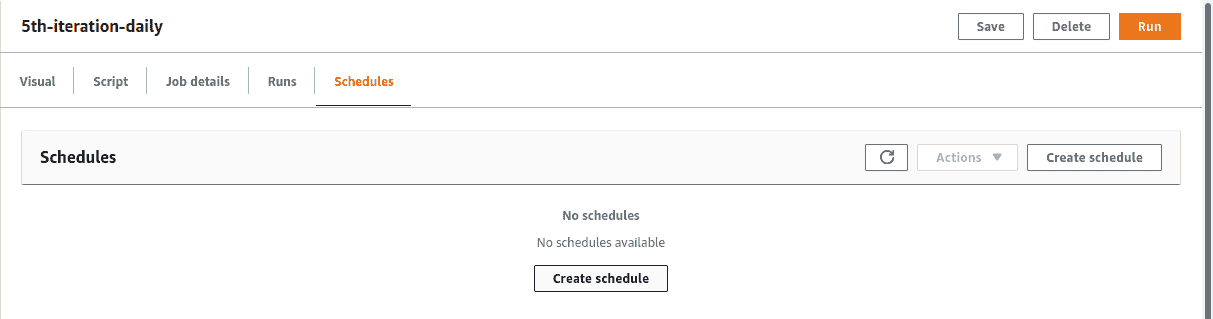 5th-iteration-daily
Save
Delete
Run
Visual
Script
Job details
Runs
Schedules
Schedules
Actions
Create schedule
No schedules
No schedules available
Create schedule